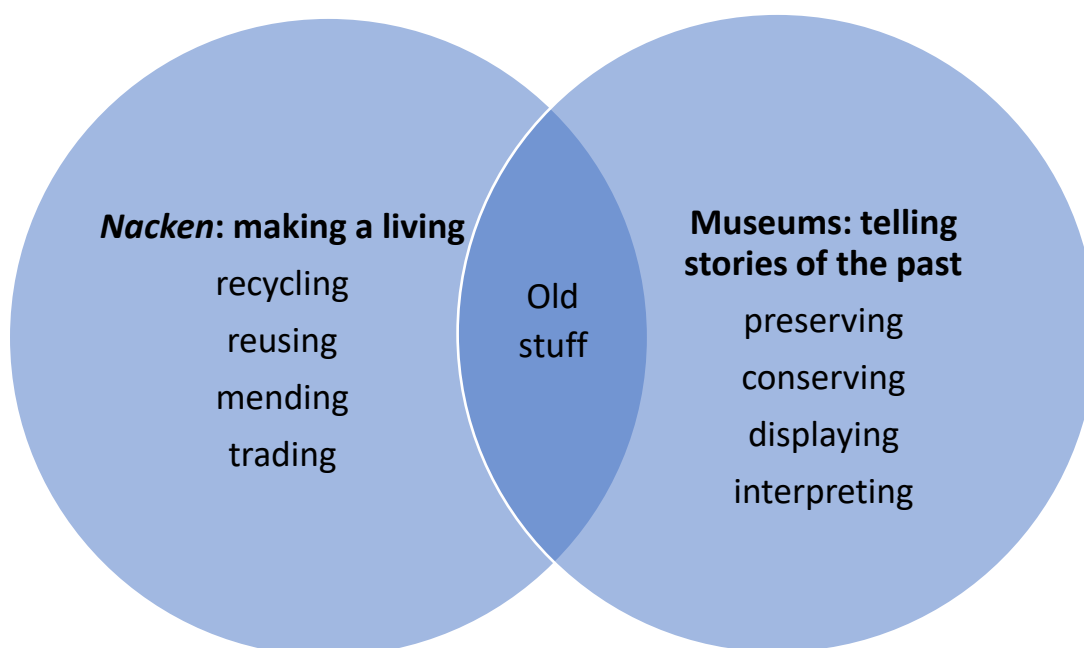 Nacken: making a living
recycling
reusing
mending
trading
Old
stuff
Museums: telling
stories of the past
preserving
conserving
displaying
interpreting